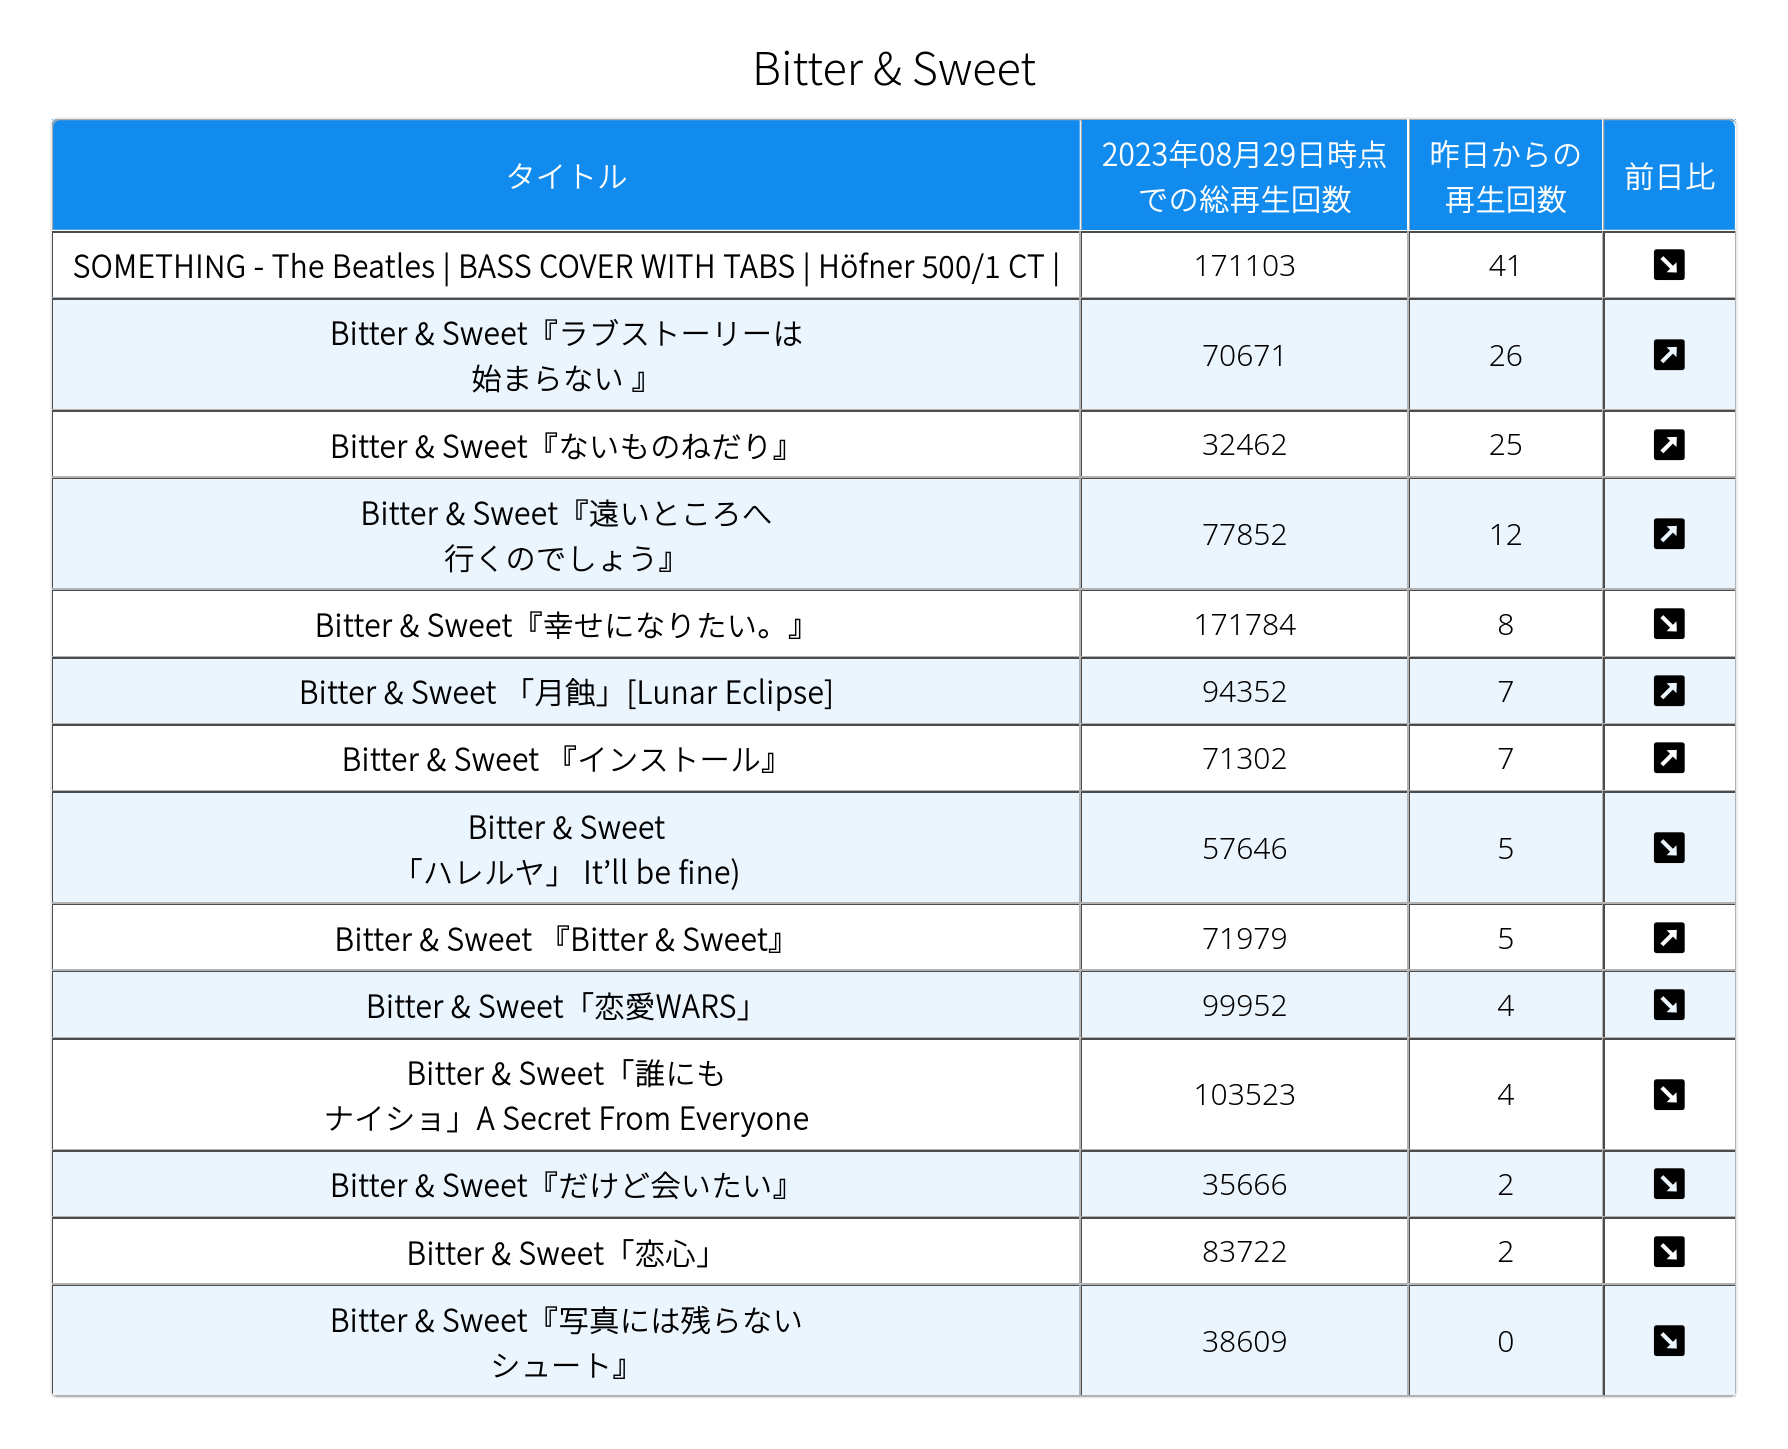 Bitter & Sweet
タイトル
2023年08月29日時点
での総再生回数
昨日からの
再生回数
前日比
SOMETHING - The Beatles | BASS COVER WITH TABS | Höfner 500/1 CT |
171103
41
Bitter & Sweet『ラブストーリーは
始まらない 』
70671
26
Bitter & Sweet『ないものねだり』
32462
25
Bitter & Sweet『遠いところへ
行くのでしょう』
77852
12
Bitter & Sweet『幸せになりたい。』
171784
8
Bitter & Sweet 「月蝕」[Lunar Eclipse]
94352
7
Bitter & Sweet 『インストール』
71302
7
Bitter & Sweet
「ハレルヤ」 It’ll be fine)
57646
5
Bitter & Sweet 『Bitter & Sweet』
71979
5
Bitter & Sweet「恋愛WARS」
99952
4
Bitter & Sweet「誰にも
ナイショ」A Secret From Everyone
103523
4
Bitter & Sweet『だけど会いたい』
35666
2
Bitter & Sweet「恋心」
83722
2
Bitter & Sweet『写真には残らない
シュート』
38609
0